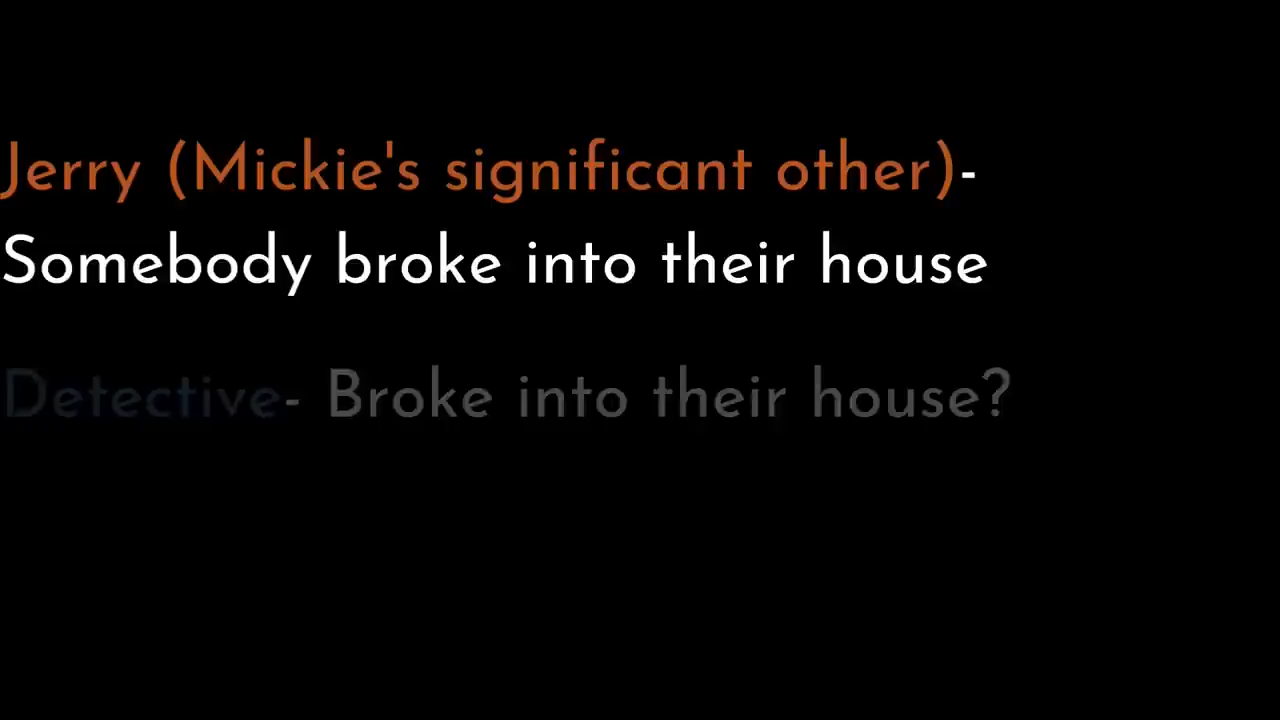 Jerry (Mickie's significant other)-
Somebody broke into their house
Detective- Broke into their house?